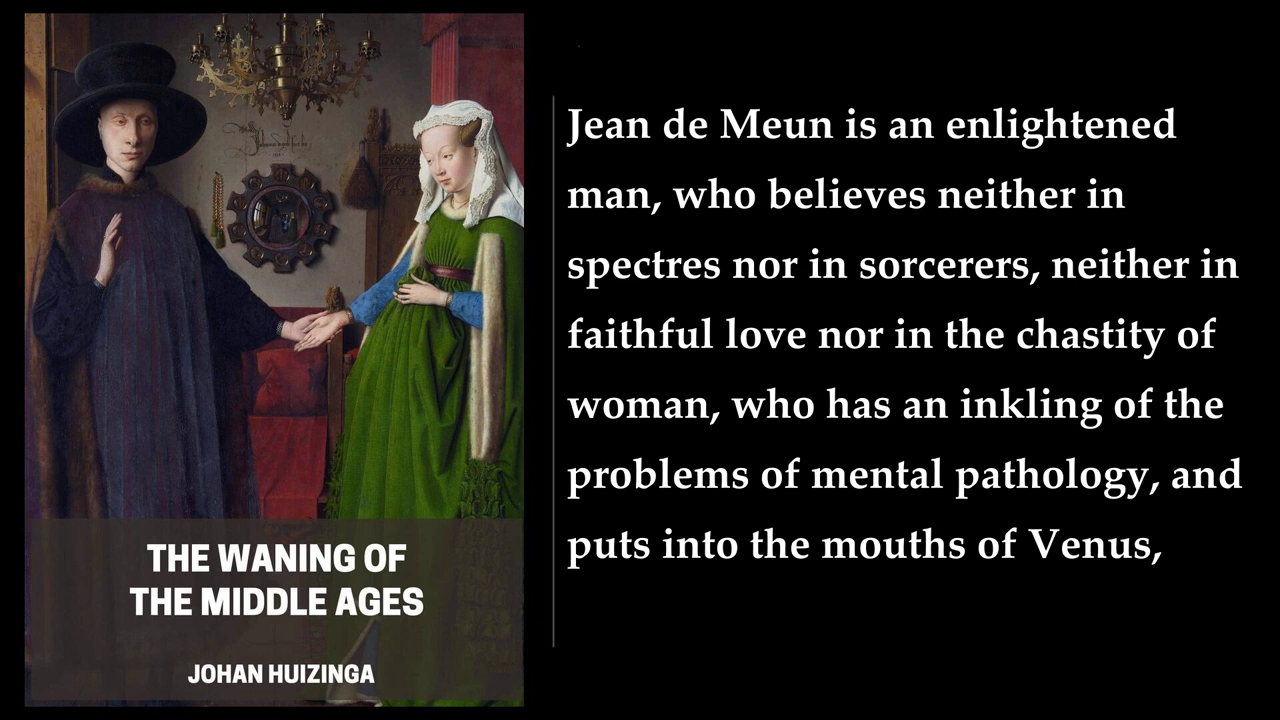 THE WANING OF
THE MIDDLE AGES
JOHAN HUIZINGA
Jean de Meun is an enlightened
man, who believes neither in
spectres nor in sorcerers, neither in
faithful love nor in the chastity of
woman, who has an inkling of the
problems of mental pathology, and
puts into the mouths of Venus,